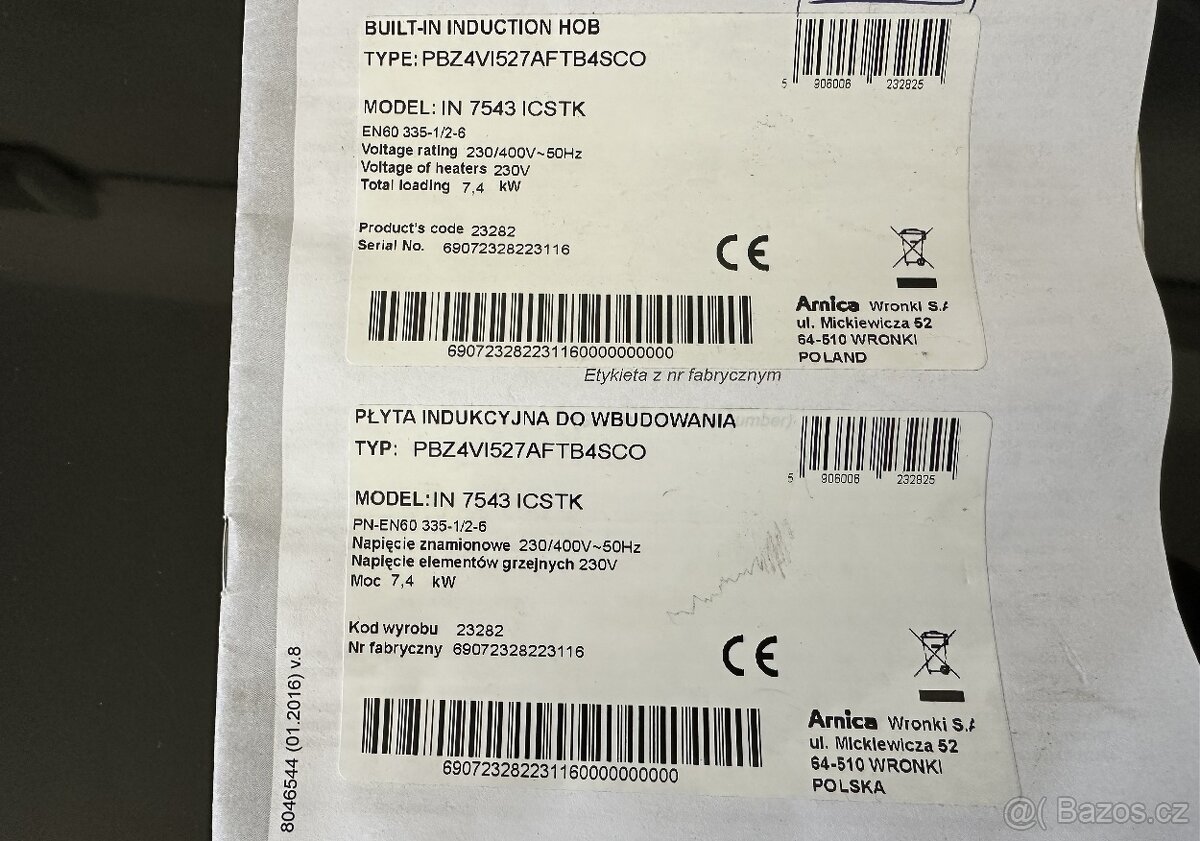 BUILT-IN INDUCTION HOB
TYPE: PBZ4VI527AFTB4SCO
5 906006 232825
MODEL: IN 7543 ICSTK
EN60 335-1/2-6
Voltage rating 230/400V~50Hz
Voltage of heaters 230V
Total loading 7,4 kW
Product's code 23282
Serial No. 69072328223116
CE
690723282231160000000000
Amica Wronki S.A
ul. Mickiewicza 52
64-510 WRONKI
POLAND
Etykieta z nr fabrycznym
PŁYTA INDUKCYJNA DO WBUDOWANIA
umber)
TYP: PBZ4VI527AFTB4SCO
5 906006 232825
MODEL: IN 7543 ICSTK
PN-EN60 335-1/2-6
Napięcie znamionowe 230/400V~50Hz
Napięcie elementów grzejnych 230V
Moc 7,4 kW
Kod wyrobu 23282
Nr fabryczny 69072328223116
CE
690723282231160000000000
Amica Wronki S.A
ul. Mickiewicza 52
64-510 WRONKI
POLSKA
8046544 (01.2016) v.8
@( Bazos.cz